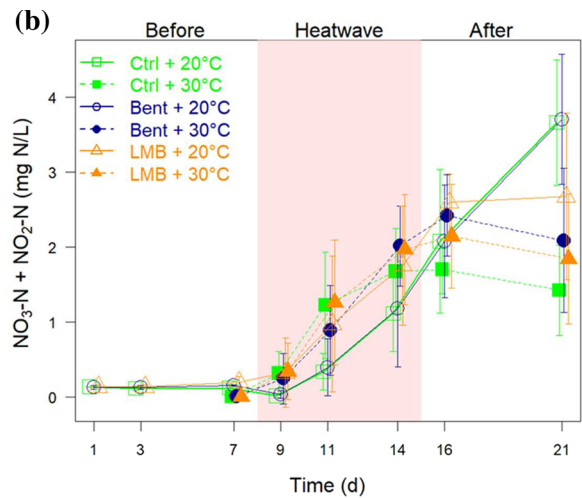 (b)
Before Heatwave After
Ctrl + 20°C
Ctrl + 30°C
Bent + 20°C
Bent + 30°C
LMB + 20°C
LMB + 30°C
NO₃-N + NO₂-N (mg N/L)
4
3
2
1
0
1 3 7 9 11 14 16 21
Time (d)